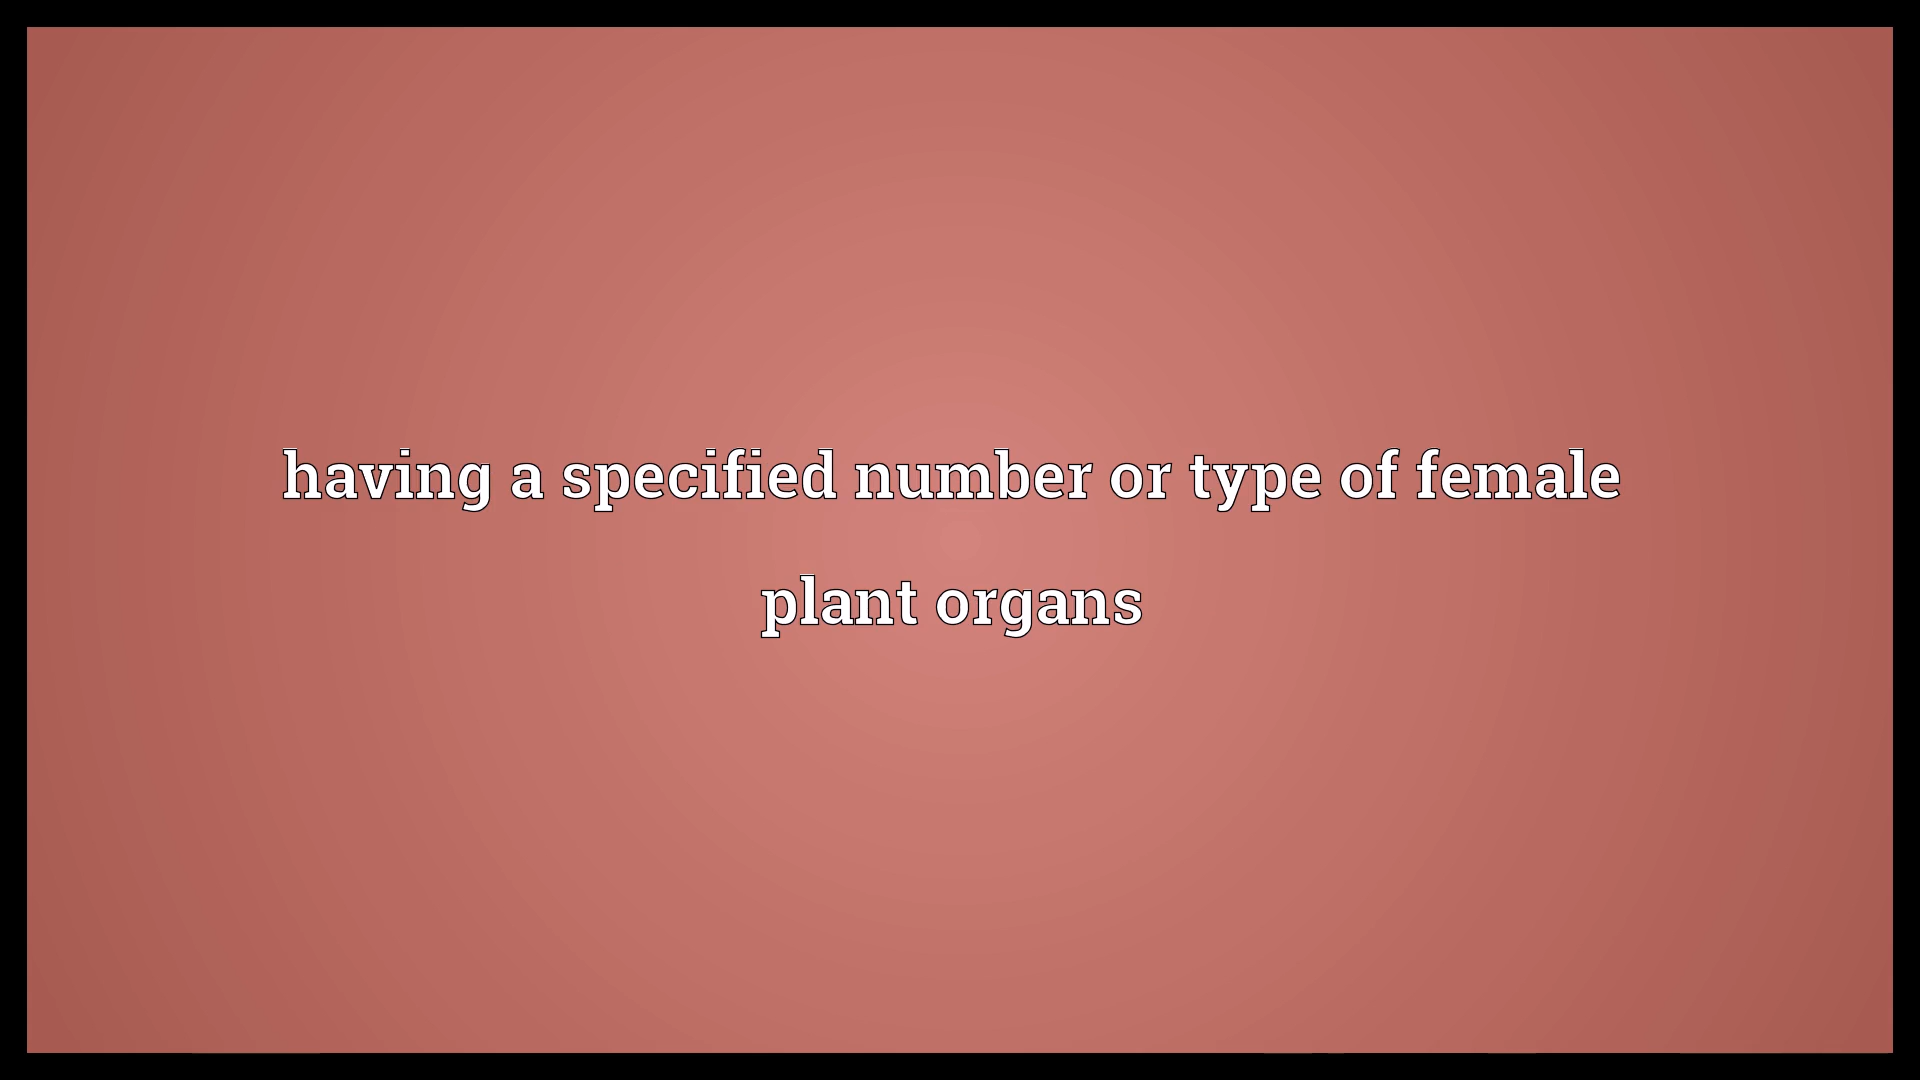 having a specified number or type of female
plant organs